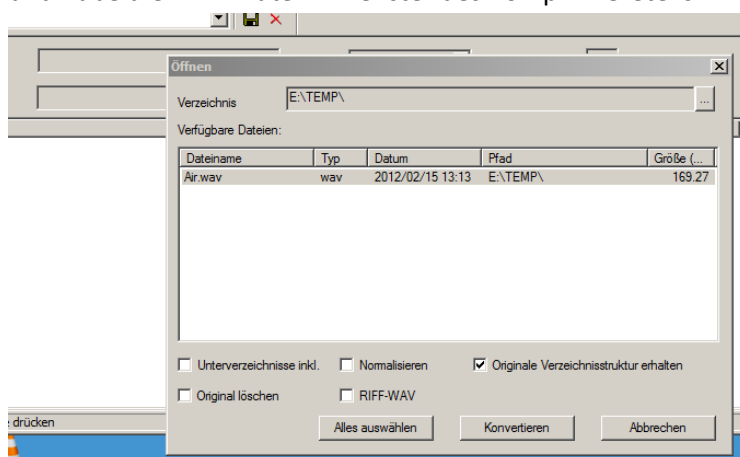 Öffnen
Verzeichnis E:\TEMP\ ...
Verfügbare Dateien:
Dateiname Typ Datum Pfad Größe (...
Air.wav wav 2012/02/15 13:13 E:\TEMP\ 169.27
Unterverzeichnisse inkl. Normalisieren Originale Verzeichnisstruktur erhalten
Original löschen RIFF-WAV
drücken
Alles auswählen Konvertieren Abbrechen